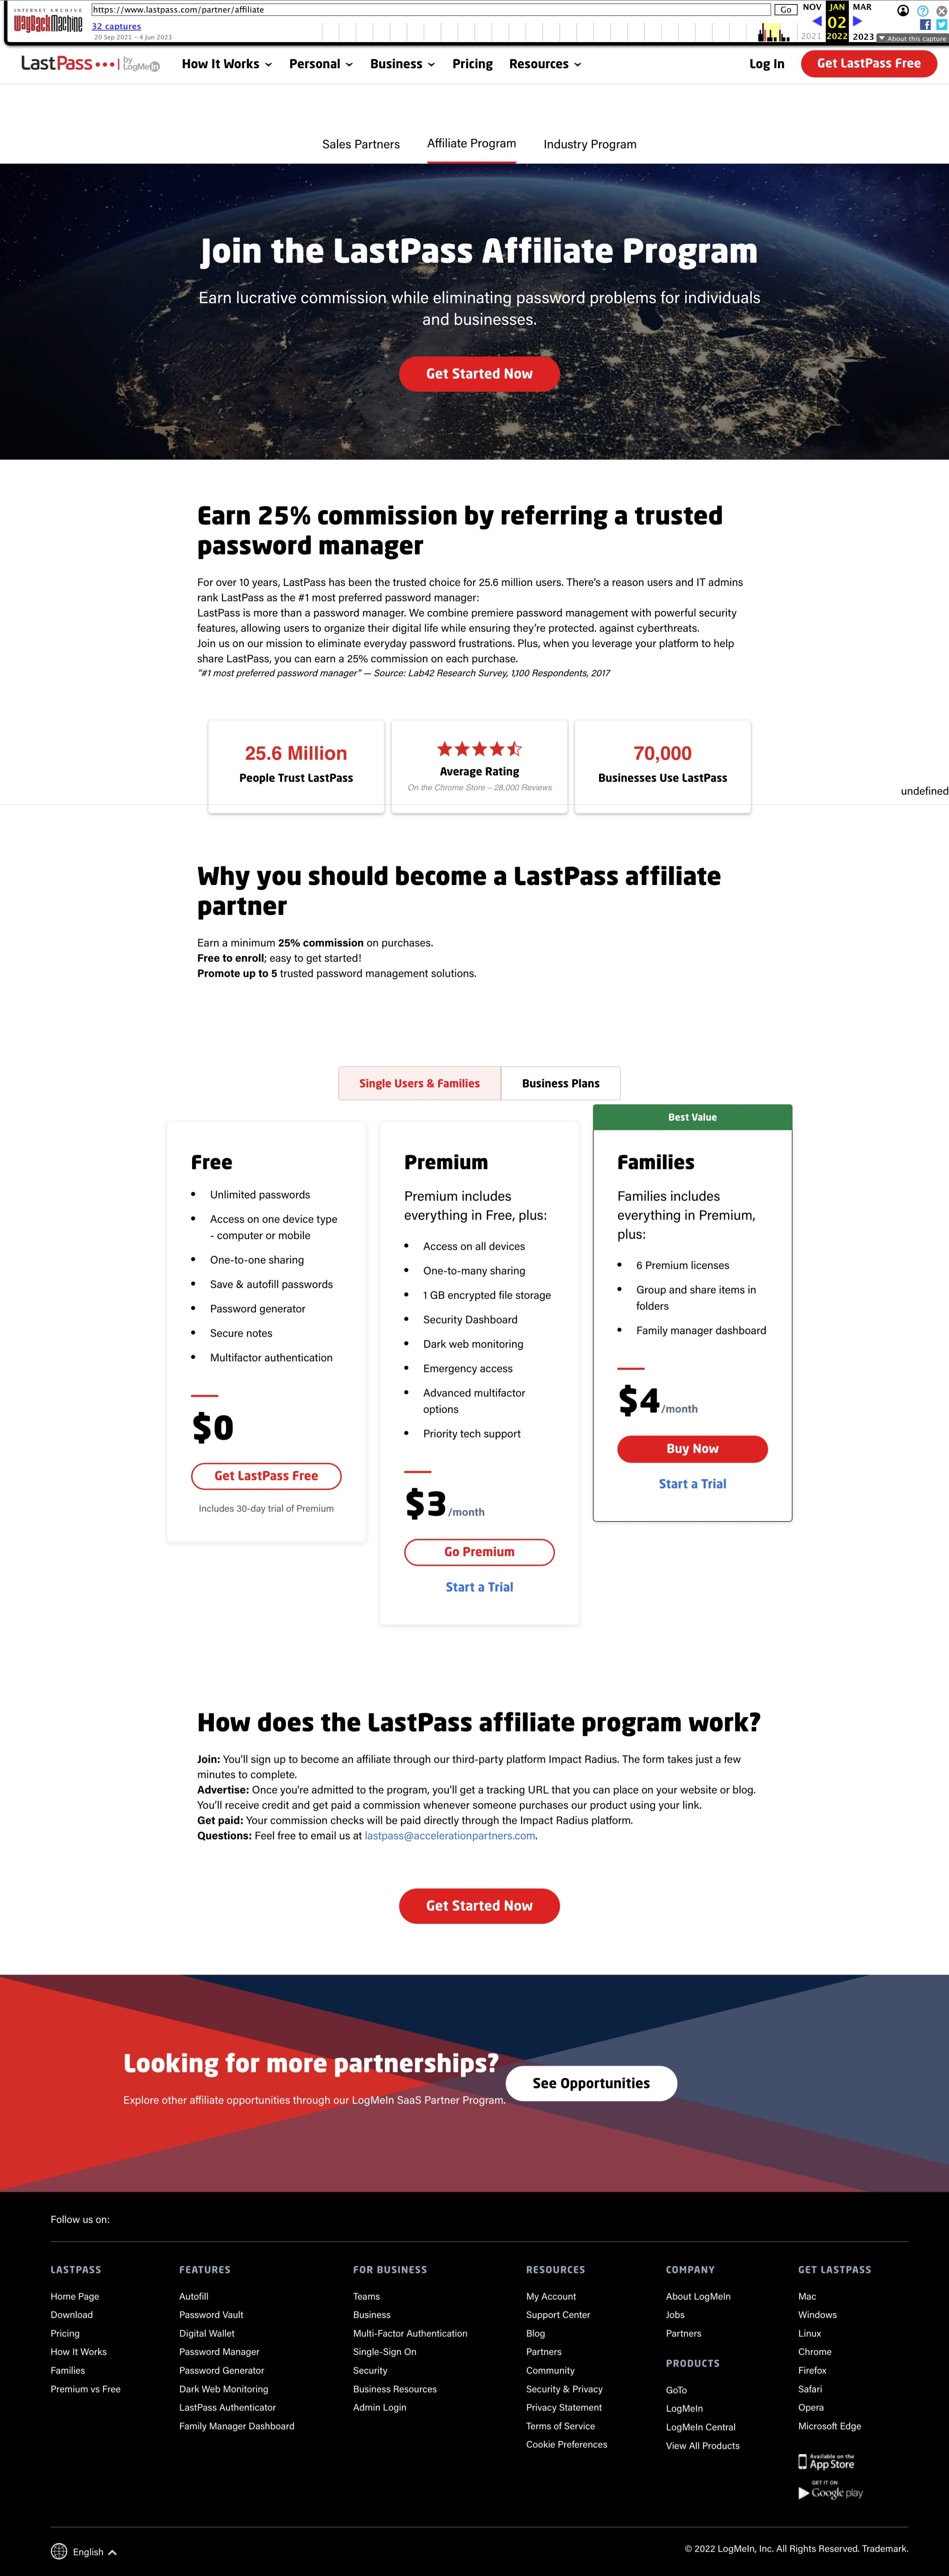 INTERNET ARCHIVE
WaybackMachine
https://www.lastpass.com/partner/affiliate
Go
NOV JAN MAR
32 captures
02
20 Sep 2021 – 4 Jun 2023
2021 2022 2023
About this capture
LastPass by LogMeIn
How It Works
Personal
Business
Pricing
Resources
Log In
Get LastPass Free
Sales Partners
Affiliate Program
Industry Program
Join the LastPass Affiliate Program
Earn lucrative commission while eliminating password problems for individuals
and businesses.
Get Started Now
Earn 25% commission by referring a trusted
password manager
For over 10 years, LastPass has been the trusted choice for 25.6 million users. There's a reason users and IT admins
rank LastPass as the #1 most preferred password manager:
LastPass is more than a password manager. We combine premiere password management with powerful security
features, allowing users to organize their digital life while ensuring they're protected. against cyberthreats.
Join us on our mission to eliminate everyday password frustrations. Plus, when you leverage your platform to help
share LastPass, you can earn a 25% commission on each purchase.
"#1 most preferred password manager" — Source: Lab42 Research Survey, 1,100 Respondents, 2017
25.6 Million
People Trust LastPass
Average Rating
On the Chrome Store – 28,000 Reviews
70,000
Businesses Use LastPass
undefined
Why you should become a LastPass affiliate
partner
Earn a minimum 25% commission on purchases.
Free to enroll; easy to get started!
Promote up to 5 trusted password management solutions.
Single Users & Families
Business Plans
Free
Unlimited passwords
Access on one device type
- computer or mobile
One-to-one sharing
Save & autofill passwords
Password generator
Secure notes
Multifactor authentication
$0
Get LastPass Free
Includes 30-day trial of Premium
Premium
Premium includes
everything in Free, plus:
Access on all devices
One-to-many sharing
1 GB encrypted file storage
Security Dashboard
Dark web monitoring
Emergency access
Advanced multifactor
options
Priority tech support
$3 /month
Go Premium
Start a Trial
Best Value
Families
Families includes
everything in Premium,
plus:
6 Premium licenses
Group and share items in
folders
Family manager dashboard
$4 /month
Buy Now
Start a Trial
How does the LastPass affiliate program work?
Join: You'll sign up to become an affiliate through our third-party platform Impact Radius. The form takes just a few
minutes to complete.
Advertise: Once you're admitted to the program, you'll get a tracking URL that you can place on your website or blog.
You'll receive credit and get paid a commission whenever someone purchases our product using your link.
Get paid: Your commission checks will be paid directly through the Impact Radius platform.
Questions: Feel free to email us at lastpass@accelerationpartners.com.
Get Started Now
Looking for more partnerships?
Explore other affiliate opportunities through our LogMeIn SaaS Partner Program.
See Opportunities
Follow us on:
LASTPASS
Home Page
Download
Pricing
How It Works
Families
Premium vs Free
FEATURES
Autofill
Password Vault
Digital Wallet
Password Manager
Password Generator
Dark Web Monitoring
LastPass Authenticator
Family Manager Dashboard
FOR BUSINESS
Teams
Business
Multi-Factor Authentication
Single-Sign On
Security
Business Resources
Admin Login
RESOURCES
My Account
Support Center
Blog
Partners
Community
Security & Privacy
Privacy Statement
Terms of Service
Cookie Preferences
COMPANY
About LogMeIn
Jobs
Partners
PRODUCTS
GoTo
LogMeIn
LogMeIn Central
View All Products
GET LASTPASS
Mac
Windows
Linux
Chrome
Firefox
Safari
Opera
Microsoft Edge
Available on the
App Store
GET IT ON
Google play
English
© 2022 LogMeIn, Inc. All Rights Reserved. Trademark.